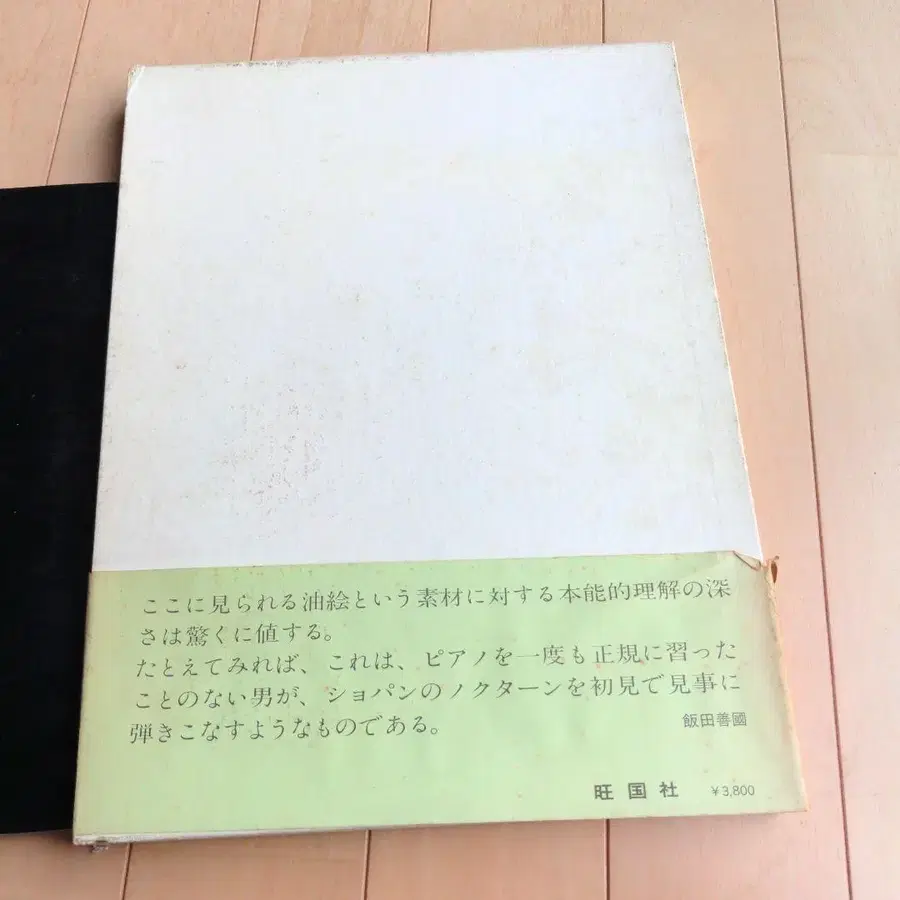 ここに見られる油絵という素材に対する本能的理解の深
さは驚くに値する。
たとえてみれば、これは、ピアノを一度も正規に習った
ことのない男が、ショパンのノクターンを初見で見事に
弾きこなすようなものである。
飯田善國
旺国社 ￥3,800